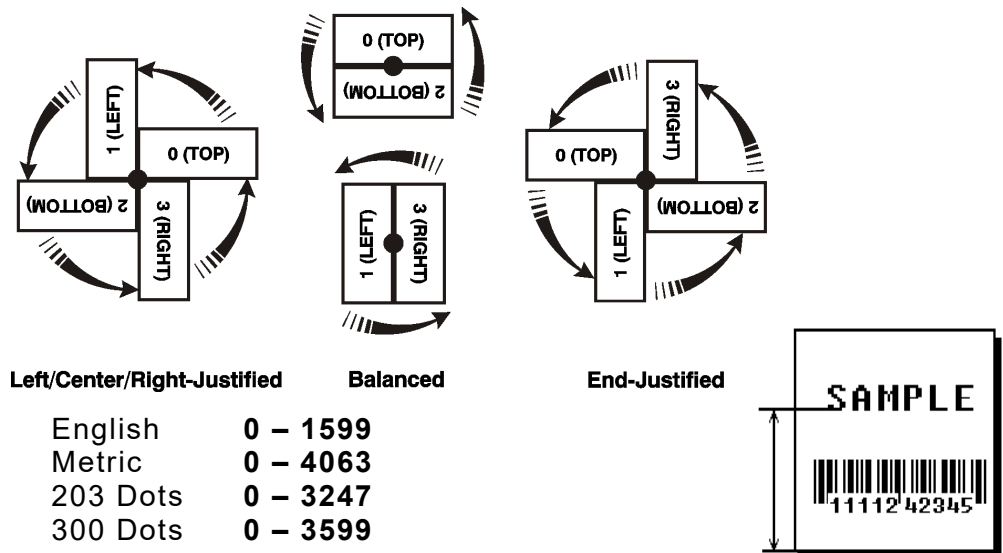 0 (TOP)
2 (BOTTOM)
1 (LEFT)
0 (TOP)
2 (BOTTOM)
3 (RIGHT)
3 (RIGHT)
0 (TOP)
1 (LEFT)
2 (BOTTOM)
1 (LEFT)
3 (RIGHT)
Left/Center/Right-Justified
Balanced
End-Justified
English 0 – 1599
Metric 0 – 4063
203 Dots 0 – 3247
300 Dots 0 – 3599
SAMPLE
11112 42345